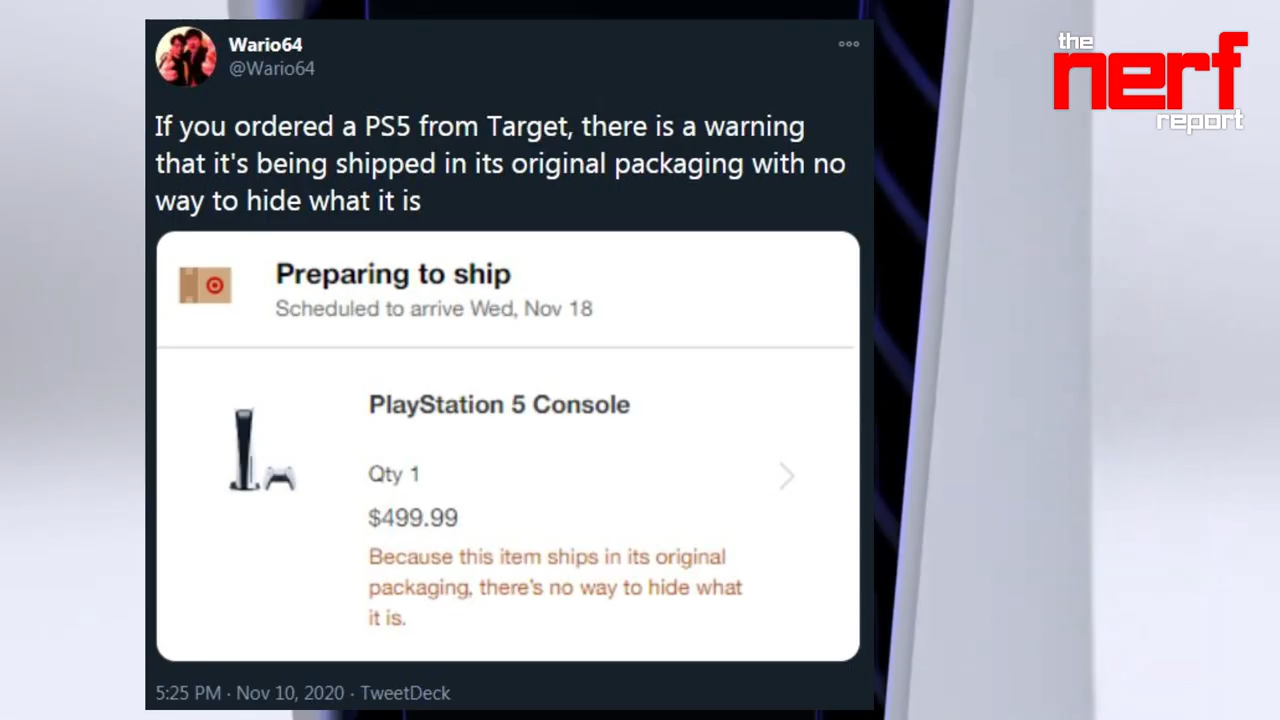 Wario64
@Wario64
the
nerf
report
If you ordered a PS5 from Target, there is a warning
that it's being shipped in its original packaging with no
way to hide what it is
Preparing to ship
Scheduled to arrive Wed, Nov 18
PlayStation 5 Console
Qty 1
$499.99
Because this item ships in its original
packaging, there's no way to hide what
it is.
5:25 PM · Nov 10, 2020 · TweetDeck